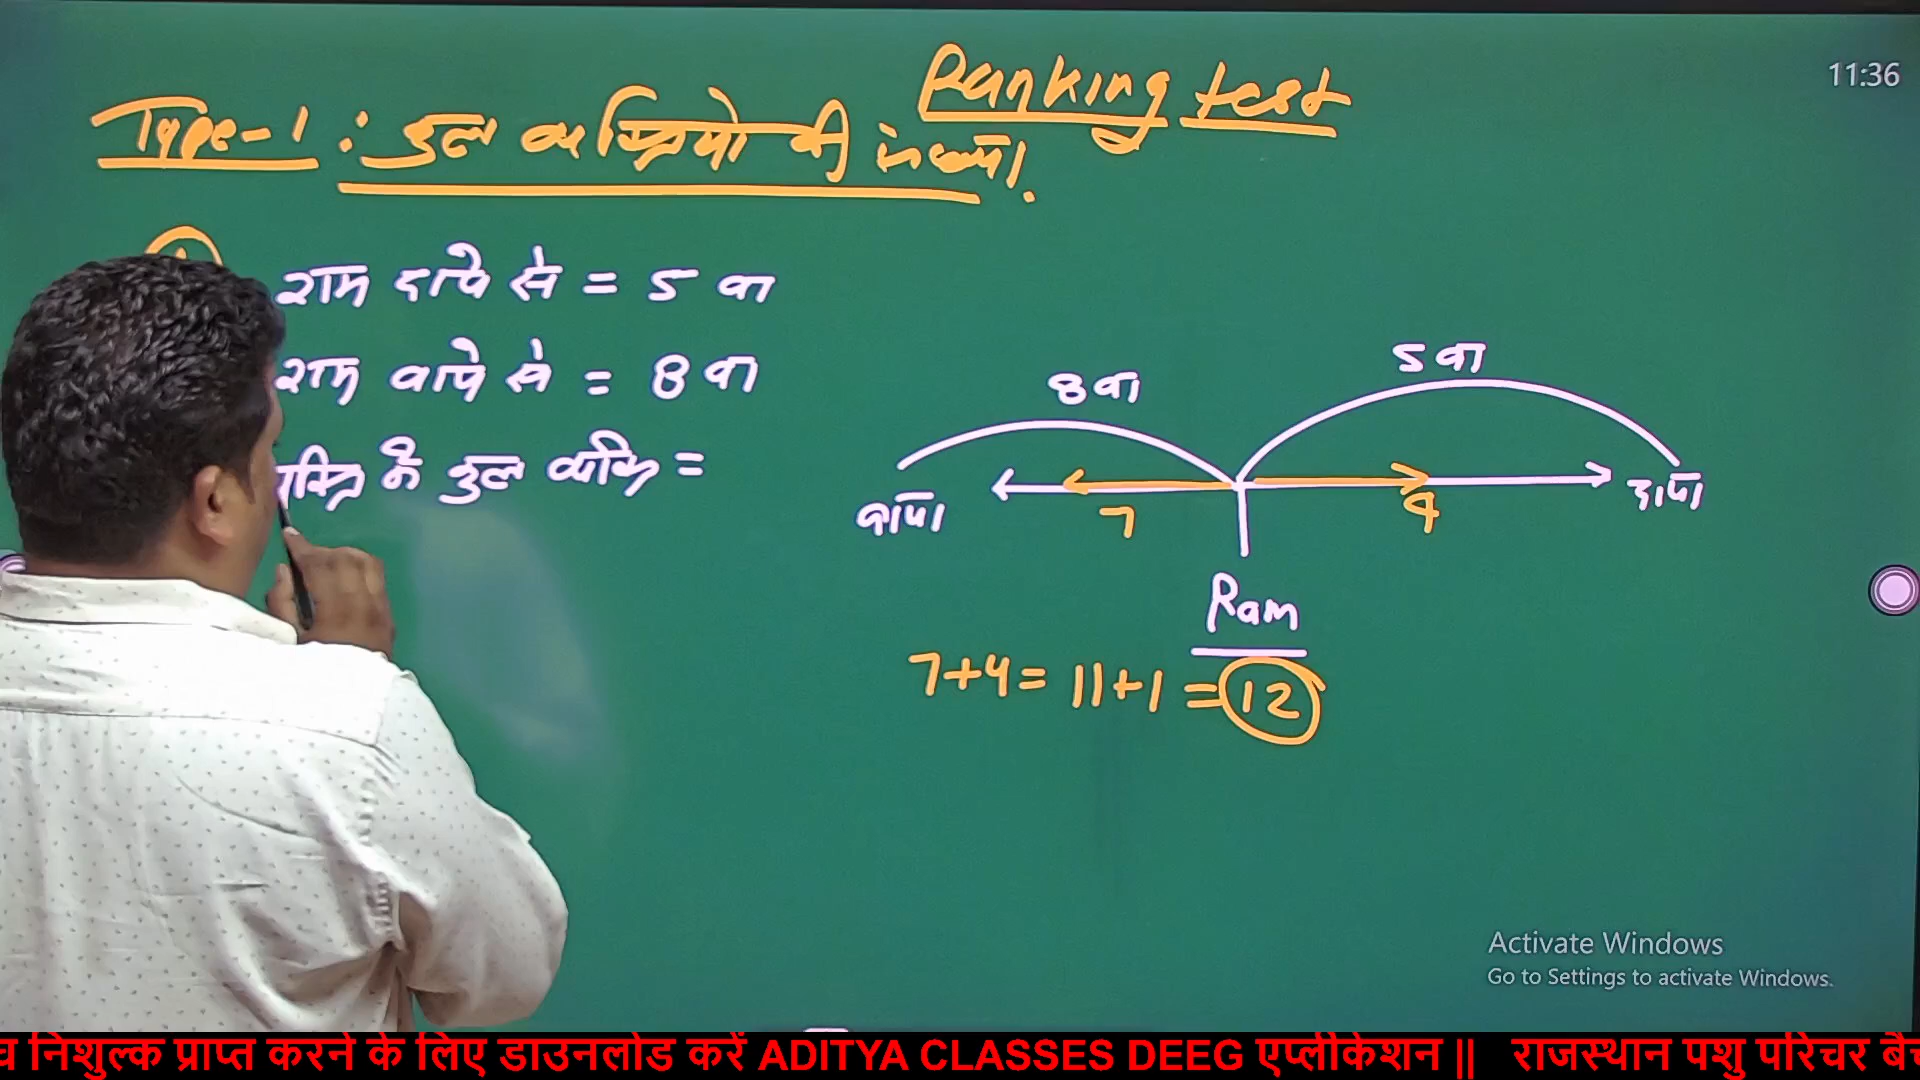 Ranking test
11:36
Type-1 : कुल व्यक्तियो की संख्या.
1
राम दाये से = 5 वा
राम वाये से = 8 वा
पंक्ति के कुल व्यक्ति =
8 वा
5 वा
बायां
7
4
दायां
Ram
7+4= 11+1 = 12
Activate Windows
Go to Settings to activate Windows.
निशुल्क प्राप्त करने के लिए डाउनलोड करें ADITYA CLASSES DEEG एप्लीकेशन || राजस्थान पशु परिचर